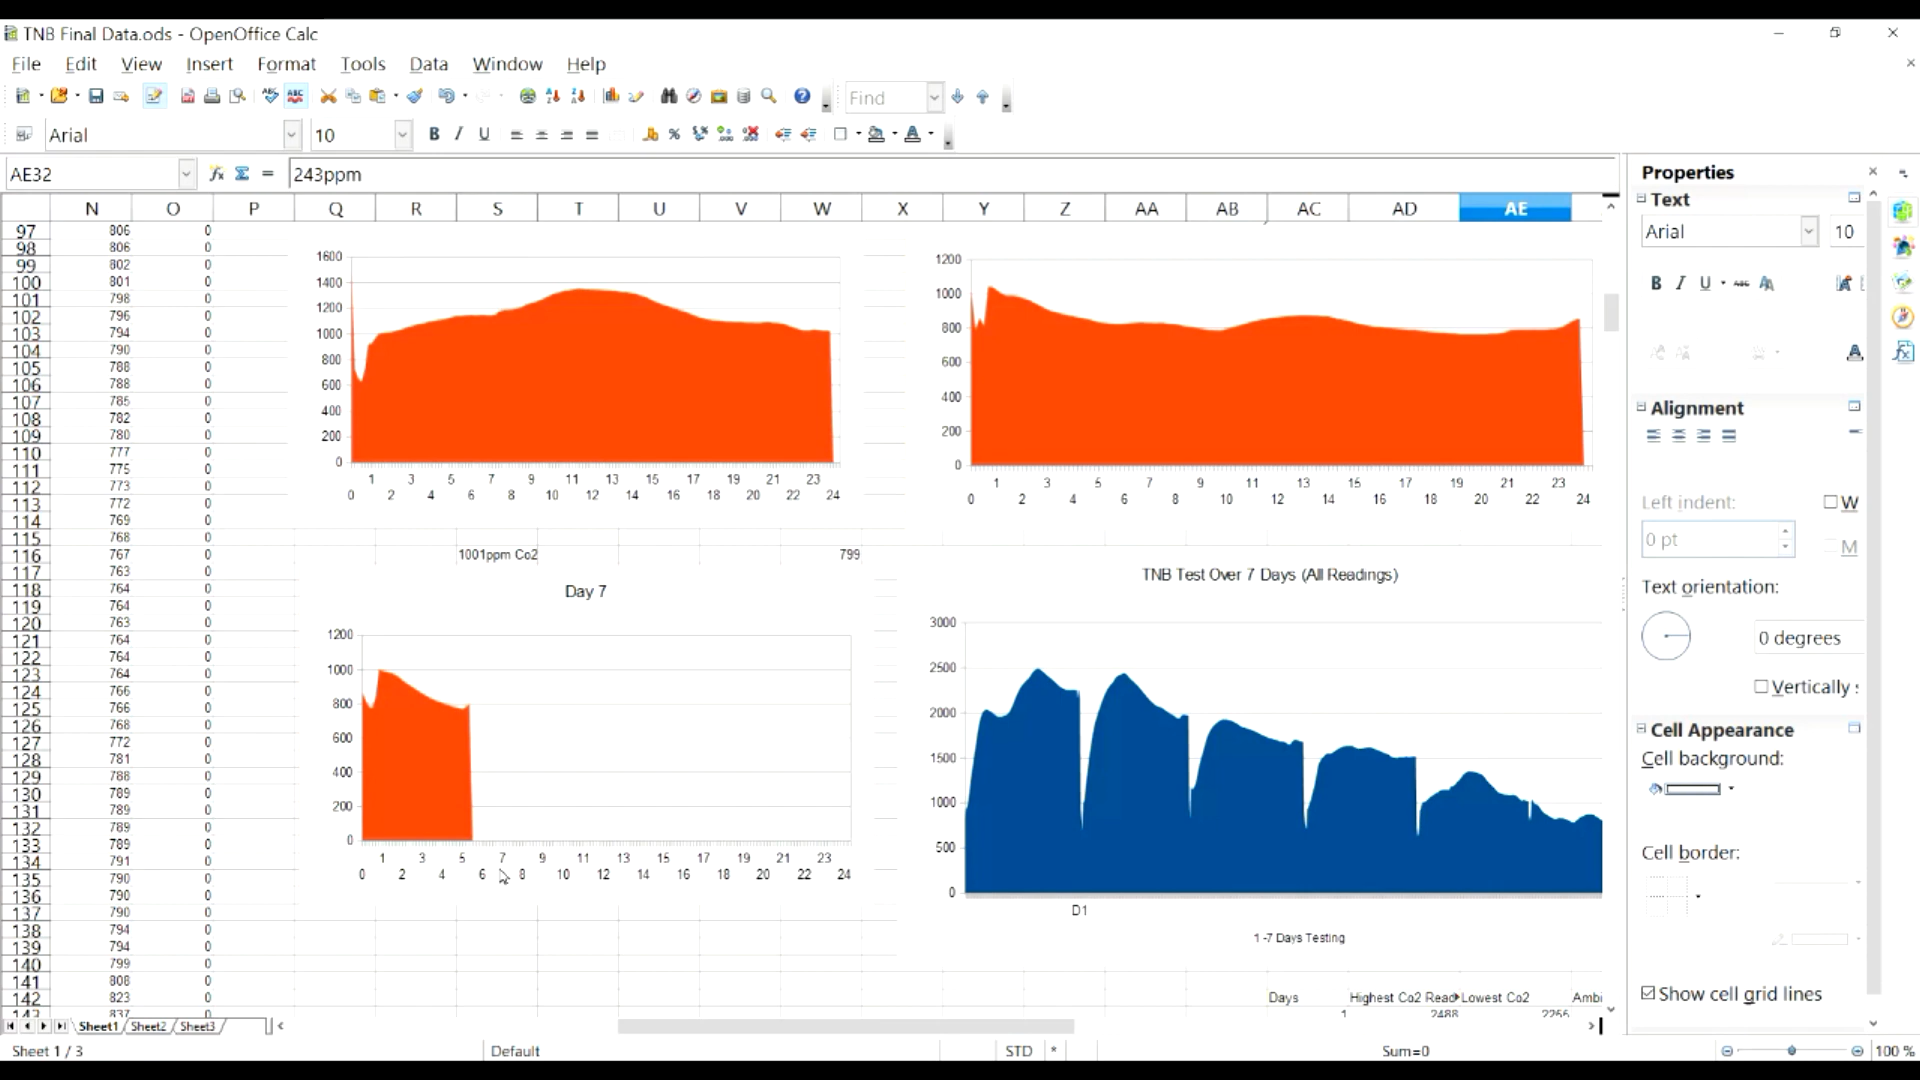 TNB Final Data.ods - OpenOffice Calc
File Edit View Insert Format Tools Data Window Help
Find
Arial 10
AE32 243ppm
N O P Q R S T U V W X Y Z AA AB AC AD AE
97 806 0
98 806 0
99 802 0
100 801 0
101 798 0
102 796 0
103 794 0
104 790 0
105 788 0
106 788 0
107 785 0
108 782 0
109 780 0
110 777 0
111 775 0
112 773 0
113 772 0
114 769 0
115 768 0
116 767 0
117 763 0
118 764 0
119 764 0
120 763 0
121 764 0
122 764 0
123 764 0
124 766 0
125 766 0
126 768 0
127 772 0
128 781 0
129 788 0
130 789 0
131 789 0
132 789 0
133 789 0
134 791 0
135 790 0
136 790 0
137 790 0
138 794 0
139 794 0
140 799 0
141 808 0
142 823 0
143 837 0
1600
1400
1200
1000
800
600
400
200
0
1 3 5 7 9 11 13 15 17 19 21 23
0 2 4 6 8 10 12 14 16 18 20 22 24
1200
1000
800
600
400
200
0
1 3 5 7 9 11 13 15 17 19 21 23
0 2 4 6 8 10 12 14 16 18 20 22 24
1001ppm Co2 799
Day 7
1200
1000
800
600
400
200
0
1 3 5 7 9 11 13 15 17 19 21 23
0 2 4 6 8 10 12 14 16 18 20 22 24
TNB Test Over 7 Days (All Readings)
3000
2500
2000
1500
1000
500
0
D1
1 -7 Days Testing
Days Highest Co2 Read Lowest Co2 Ambi
1 2488 2256
Properties
Text
Arial 10
Alignment
Left indent: W
0 pt M
Text orientation:
0 degrees
Vertically s
Cell Appearance
Cell background:
Cell border:
Show cell grid lines
Sheet1 Sheet2 Sheet3
Sheet 1 / 3 Default STD * Sum=0 100 %